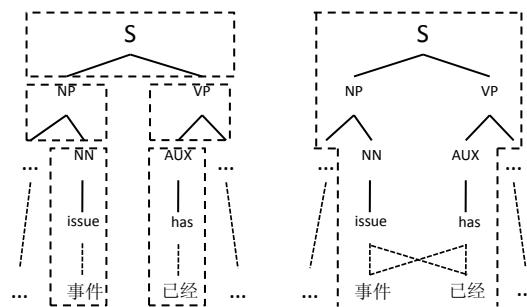 S S
NP VP NP VP
NN AUX NN AUX
... ... ... ...
issue has issue has
... 事件 已经 ... ... 事件 已经 ...